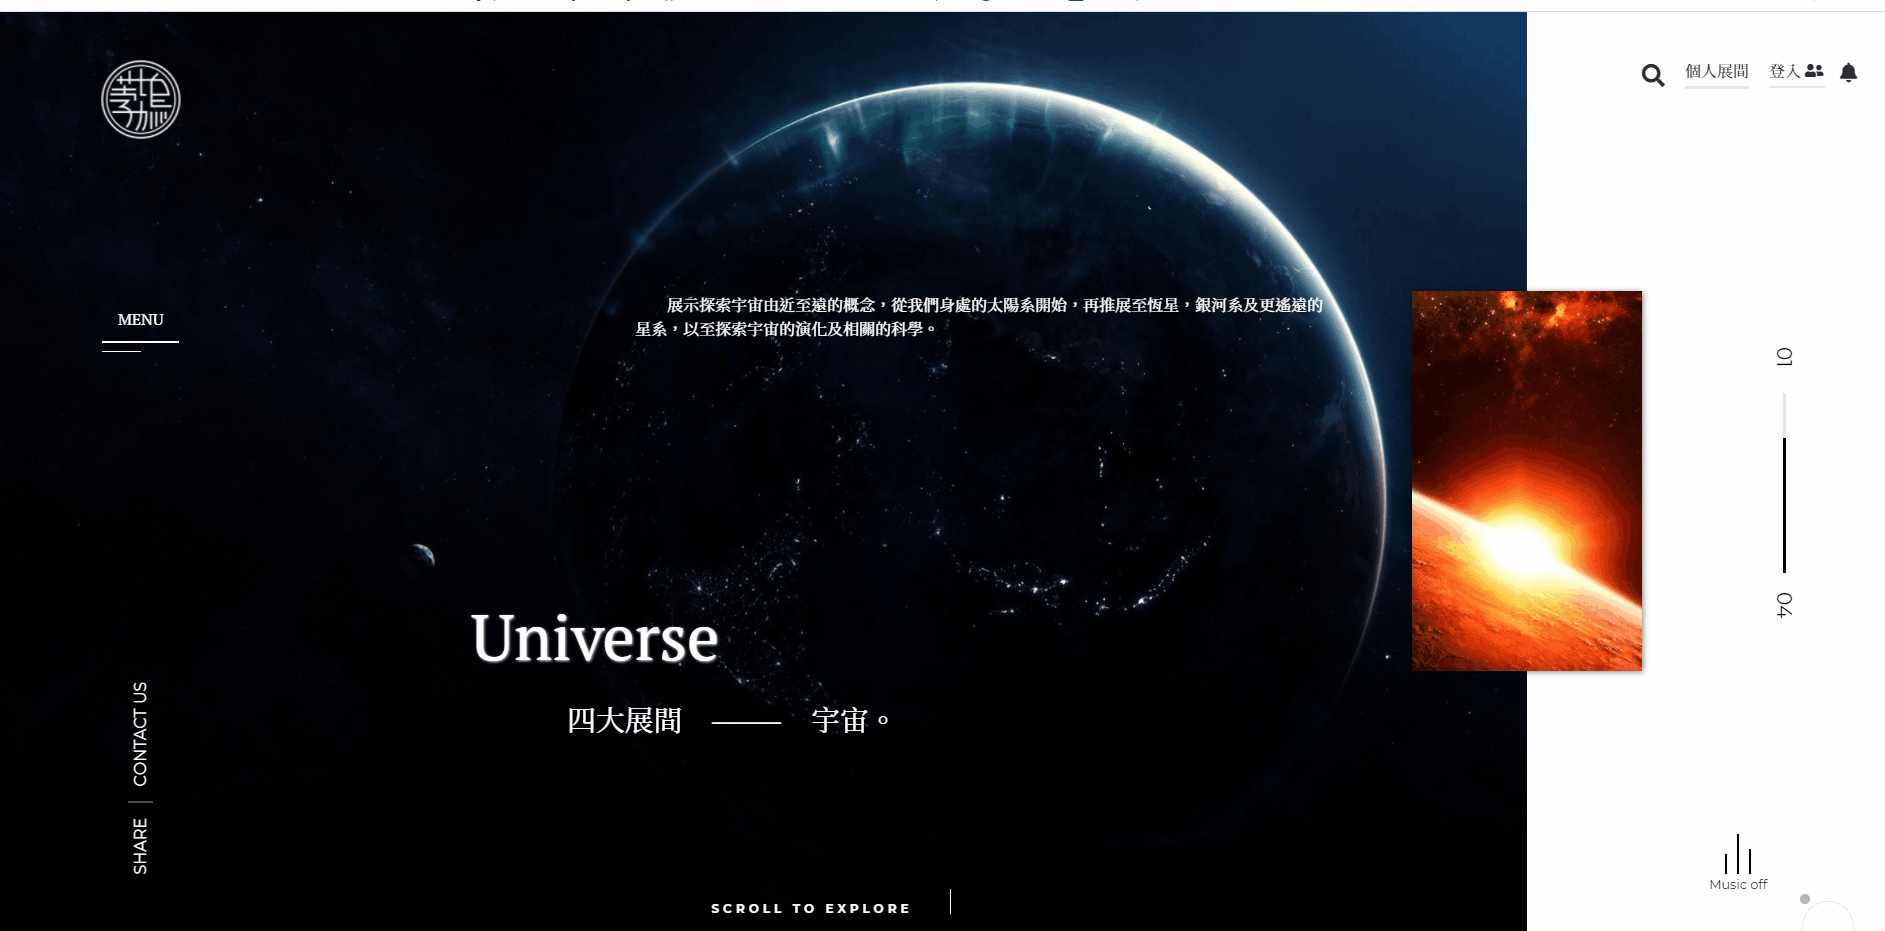 個人展間
登入
MENU
展示探索宇宙由近至遠的概念，從我們身處的太陽系開始，再推展至恆星，銀河系及更遙遠的
星系，以至探索宇宙的演化及相關的科學。
01
04
Universe
四大展間 —— 宇宙。
CONTACT US
SHARE
SCROLL TO EXPLORE
Music off